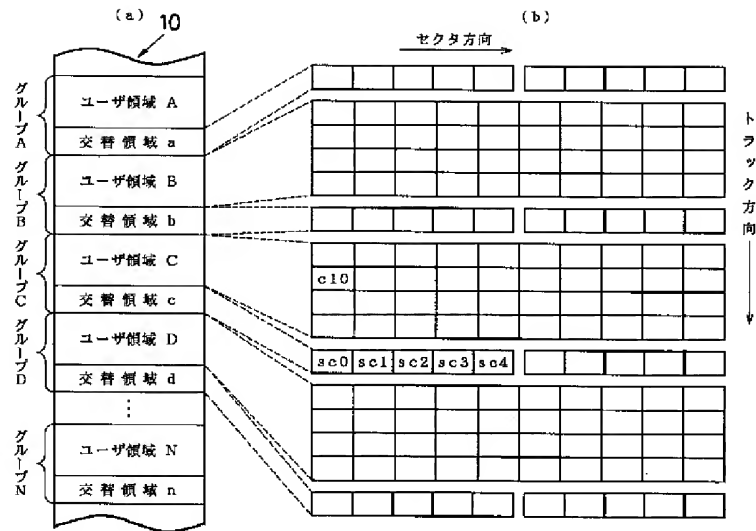 (a)
10
グループA
ユーザ領域 A
交替領域 a
グループB
ユーザ領域 B
交替領域 b
グループC
ユーザ領域 C
交替領域 c
グループD
ユーザ領域 D
交替領域 d
⋮
グループN
ユーザ領域 N
交替領域 n
(b)
セクタ方向
トラック方向
c10
sc0 sc1 sc2 sc3 sc4